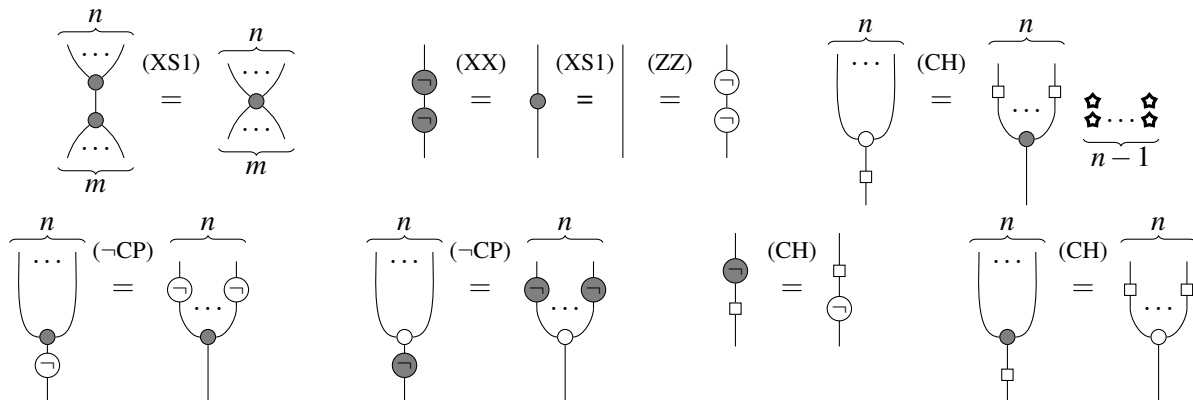 n
· · ·
(XS1)
=
· · ·
m
n
· · ·
· · ·
m
¬
¬
(XX)
=
(XS1)
=
(ZZ)
=
¬
¬
n
· · ·
(CH)
=
n
· · ·
· · ·
n − 1
n
· · ·
¬
(¬CP)
=
n
¬ ¬
· · ·
n
· · ·
¬
(¬CP)
=
n
¬ ¬
· · ·
¬
(CH)
=
¬
n
· · ·
(CH)
=
n
· · ·